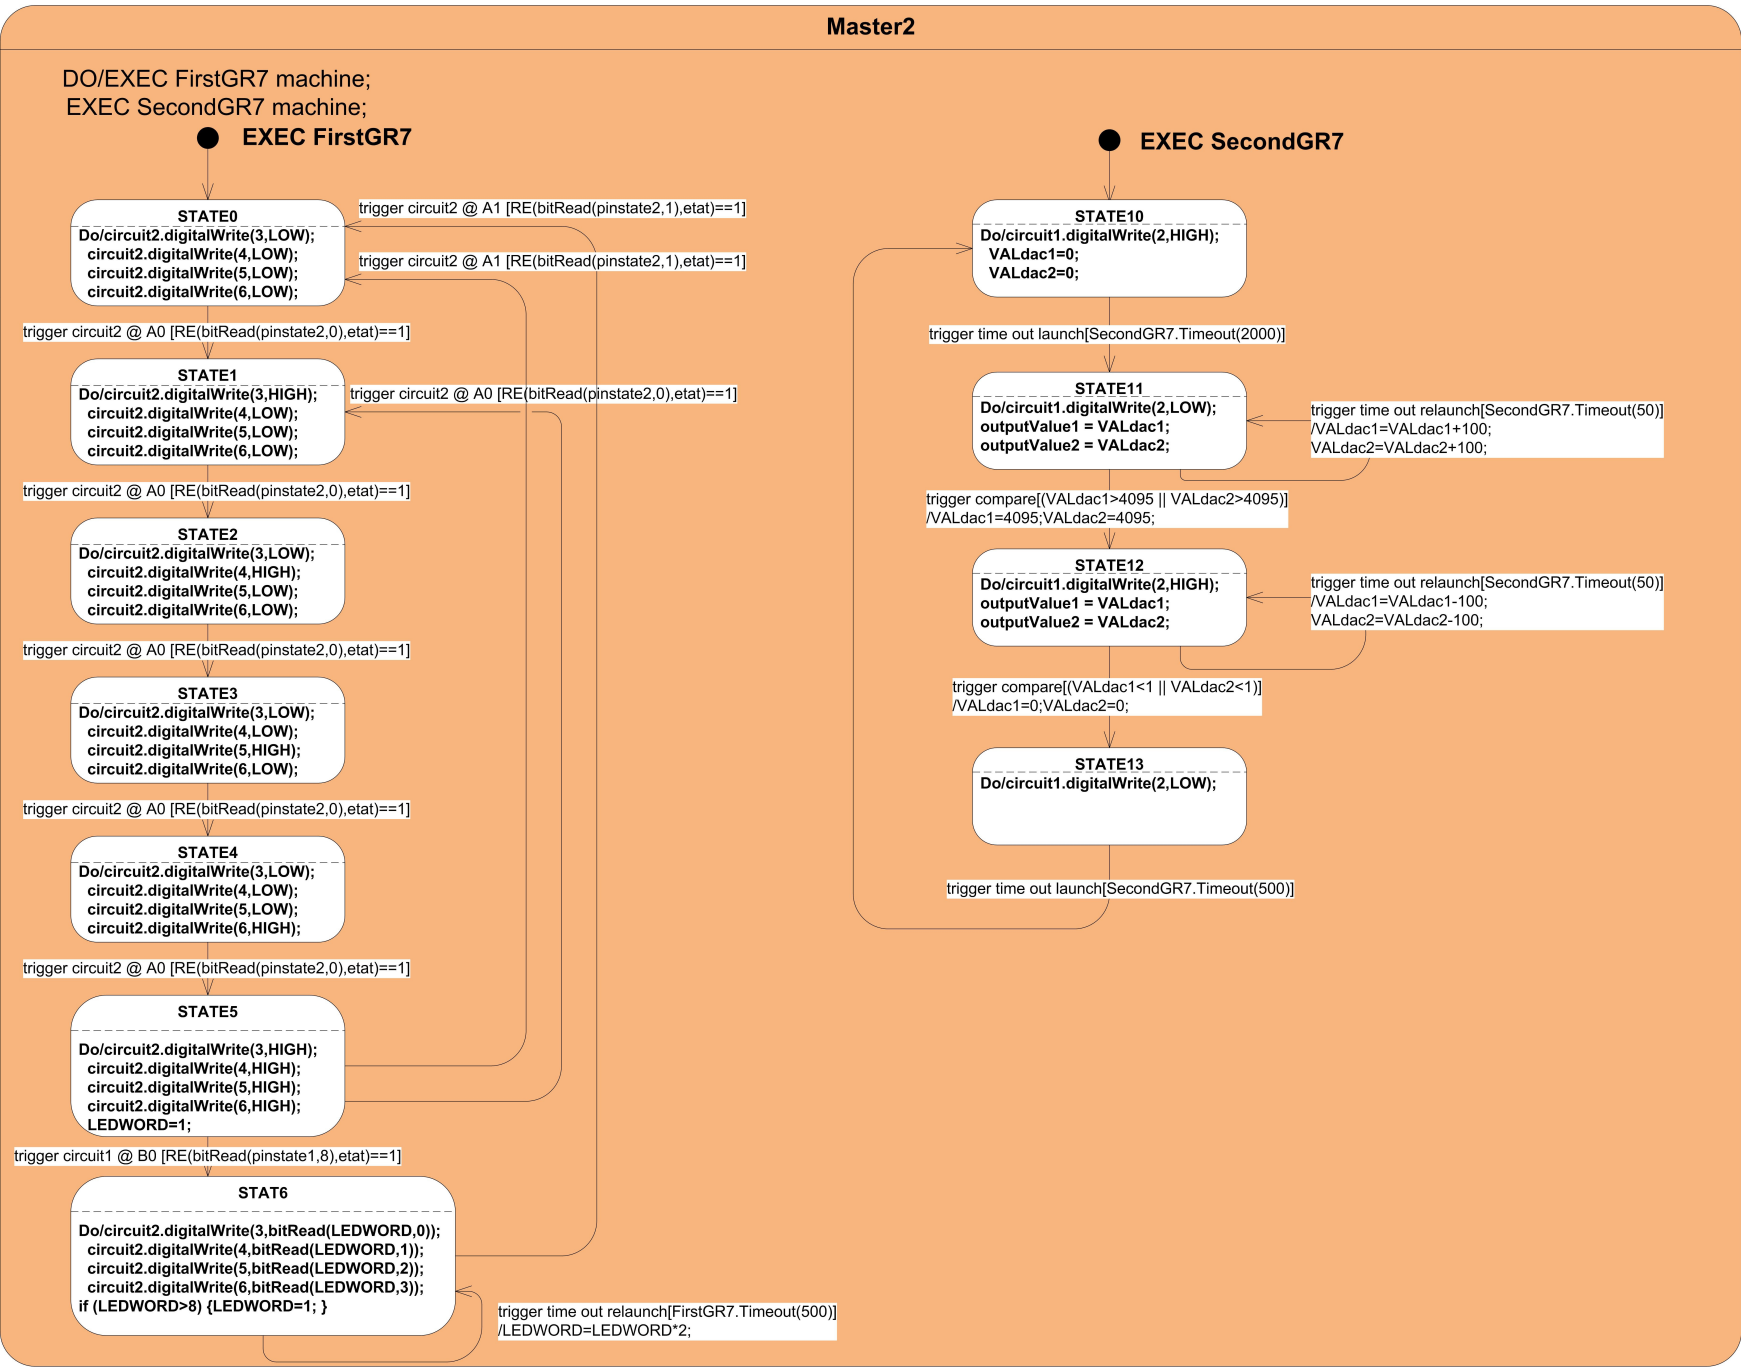 Master2
DO/EXEC FirstGR7 machine;
EXEC SecondGR7 machine;
EXEC FirstGR7
STATE0
Do/circuit2.digitalWrite(3,LOW);
circuit2.digitalWrite(4,LOW);
circuit2.digitalWrite(5,LOW);
circuit2.digitalWrite(6,LOW);
trigger circuit2 @ A1 [RE(bitRead(pinstate2,1),etat)==1]
trigger circuit2 @ A1 [RE(bitRead(pinstate2,1),etat)==1]
trigger circuit2 @ A0 [RE(bitRead(pinstate2,0),etat)==1]
STATE1
Do/circuit2.digitalWrite(3,HIGH);
circuit2.digitalWrite(4,LOW);
circuit2.digitalWrite(5,LOW);
circuit2.digitalWrite(6,LOW);
trigger circuit2 @ A0 [RE(bitRead(pinstate2,0),etat)==1]
trigger circuit2 @ A0 [RE(bitRead(pinstate2,0),etat)==1]
STATE2
Do/circuit2.digitalWrite(3,LOW);
circuit2.digitalWrite(4,HIGH);
circuit2.digitalWrite(5,LOW);
circuit2.digitalWrite(6,LOW);
trigger circuit2 @ A0 [RE(bitRead(pinstate2,0),etat)==1]
STATE3
Do/circuit2.digitalWrite(3,LOW);
circuit2.digitalWrite(4,LOW);
circuit2.digitalWrite(5,HIGH);
circuit2.digitalWrite(6,LOW);
trigger circuit2 @ A0 [RE(bitRead(pinstate2,0),etat)==1]
STATE4
Do/circuit2.digitalWrite(3,LOW);
circuit2.digitalWrite(4,LOW);
circuit2.digitalWrite(5,LOW);
circuit2.digitalWrite(6,HIGH);
trigger circuit2 @ A0 [RE(bitRead(pinstate2,0),etat)==1]
STATE5
Do/circuit2.digitalWrite(3,HIGH);
circuit2.digitalWrite(4,HIGH);
circuit2.digitalWrite(5,HIGH);
circuit2.digitalWrite(6,HIGH);
LEDWORD=1;
trigger circuit1 @ B0 [RE(bitRead(pinstate1,8),etat)==1]
STAT6
Do/circuit2.digitalWrite(3,bitRead(LEDWORD,0));
circuit2.digitalWrite(4,bitRead(LEDWORD,1));
circuit2.digitalWrite(5,bitRead(LEDWORD,2));
circuit2.digitalWrite(6,bitRead(LEDWORD,3));
if (LEDWORD>8) {LEDWORD=1; }
trigger time out relaunch[FirstGR7.Timeout(500)]
/LEDWORD=LEDWORD*2;
EXEC SecondGR7
STATE10
Do/circuit1.digitalWrite(2,HIGH);
VALdac1=0;
VALdac2=0;
trigger time out launch[SecondGR7.Timeout(2000)]
STATE11
Do/circuit1.digitalWrite(2,LOW);
outputValue1 = VALdac1;
outputValue2 = VALdac2;
trigger time out relaunch[SecondGR7.Timeout(50)]
/VALdac1=VALdac1+100;
VALdac2=VALdac2+100;
trigger compare[(VALdac1>4095 || VALdac2>4095)]
/VALdac1=4095;VALdac2=4095;
STATE12
Do/circuit1.digitalWrite(2,HIGH);
outputValue1 = VALdac1;
outputValue2 = VALdac2;
trigger time out relaunch[SecondGR7.Timeout(50)]
/VALdac1=VALdac1-100;
VALdac2=VALdac2-100;
trigger compare[(VALdac1<1 || VALdac2<1)]
/VALdac1=0;VALdac2=0;
STATE13
Do/circuit1.digitalWrite(2,LOW);
trigger time out launch[SecondGR7.Timeout(500)]